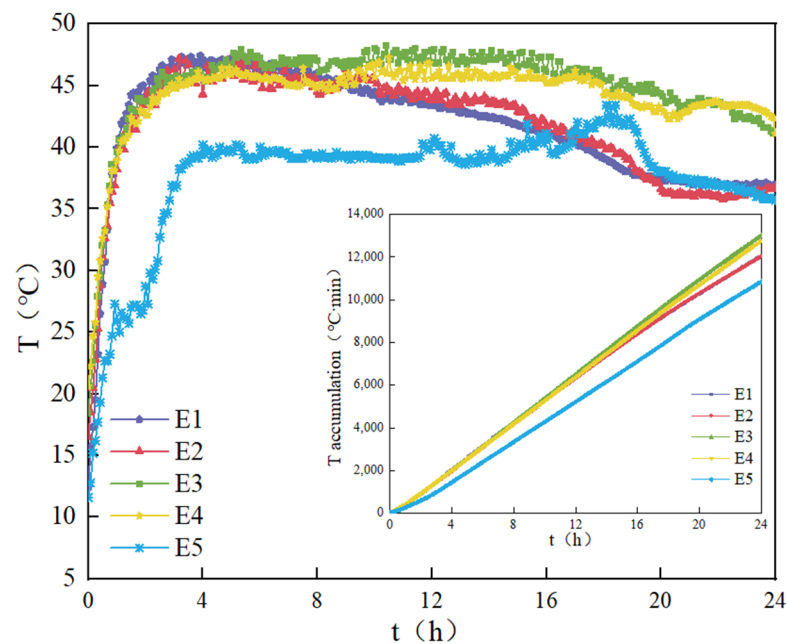 50
45
40
35
30
25
20
15
10
5
T（℃）
E1
E2
E3
E4
E5
0
4
8
12
16
20
24
t（h）
14,000
12,000
10,000
8,000
6,000
4,000
2,000
0
T accumulation（℃·min）
E1
E2
E3
E4
E5
0
4
8
12
16
20
24
t（h）